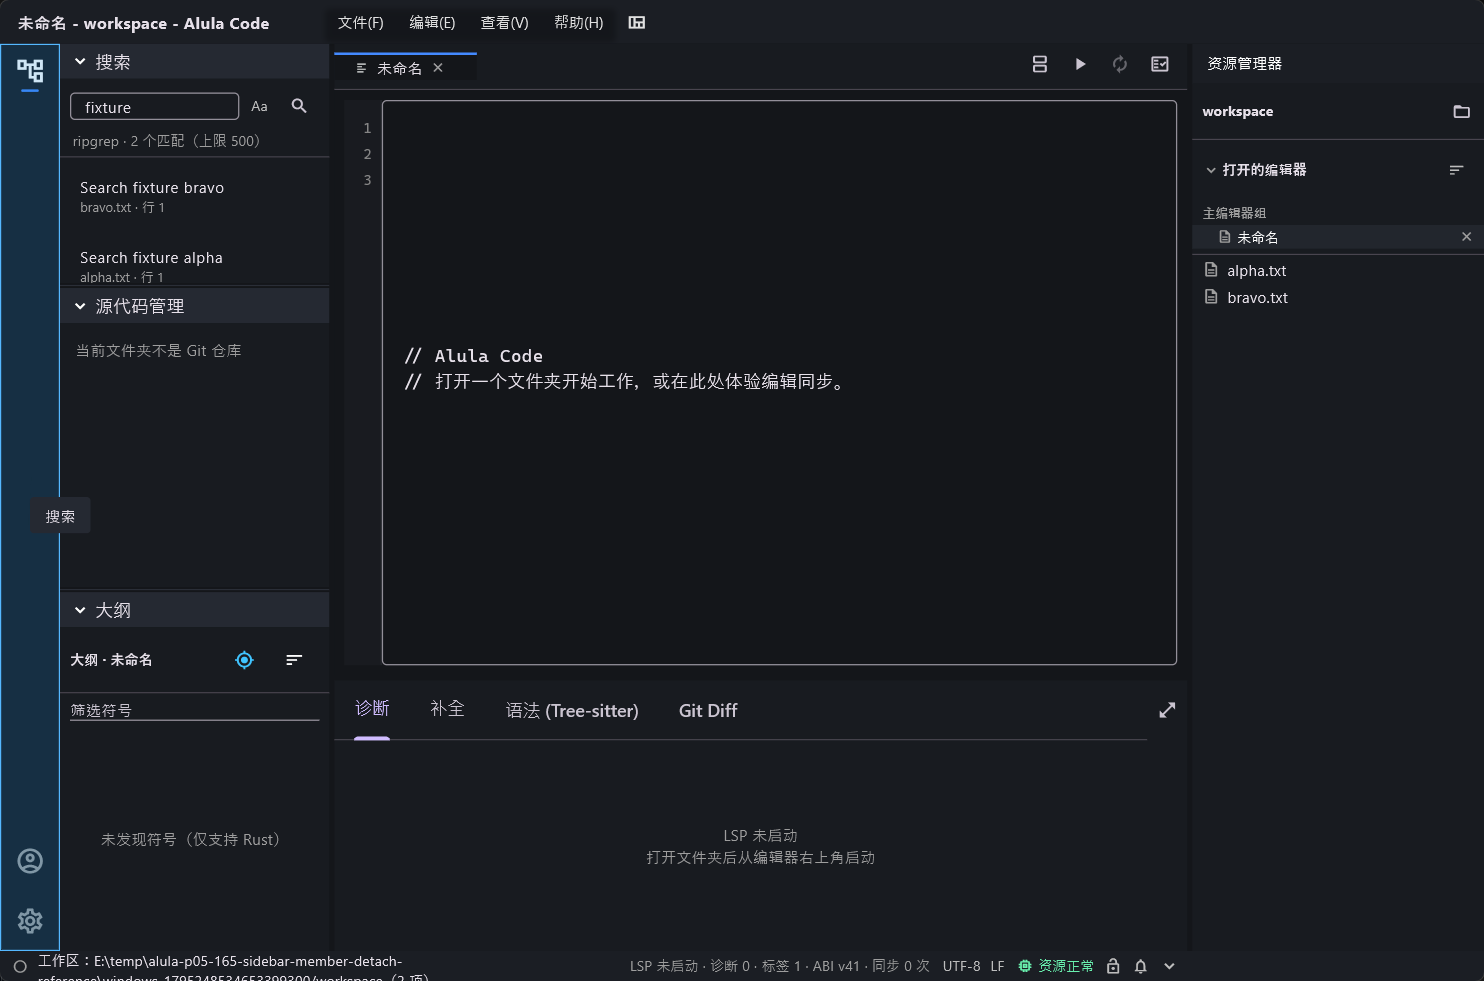 未命名 - workspace - Alula Code
文件(F) 编辑(E) 查看(V) 帮助(H)
搜索
fixture
Aa
ripgrep · 2 个匹配（上限 500）
Search fixture bravo
bravo.txt · 行 1
Search fixture alpha
alpha.txt · 行 1
源代码管理
当前文件夹不是 Git 仓库
搜索
大纲
大纲 · 未命名
筛选符号
未发现符号（仅支持 Rust）
未命名
1
2
3
// Alula Code
// 打开一个文件夹开始工作，或在此处体验编辑同步。
诊断 补全 语法 (Tree-sitter) Git Diff
LSP 未启动
打开文件夹后从编辑器右上角启动
资源管理器
workspace
打开的编辑器
主编辑器组
未命名
alpha.txt
bravo.txt
工作区：E:\temp\alula-p05-165-sidebar-member-detach-
reference\windows-1795248534653399300/workspace（2 项）
LSP 未启动 · 诊断 0 · 标签 1 · ABI v41 · 同步 0 次 UTF-8 LF 资源正常